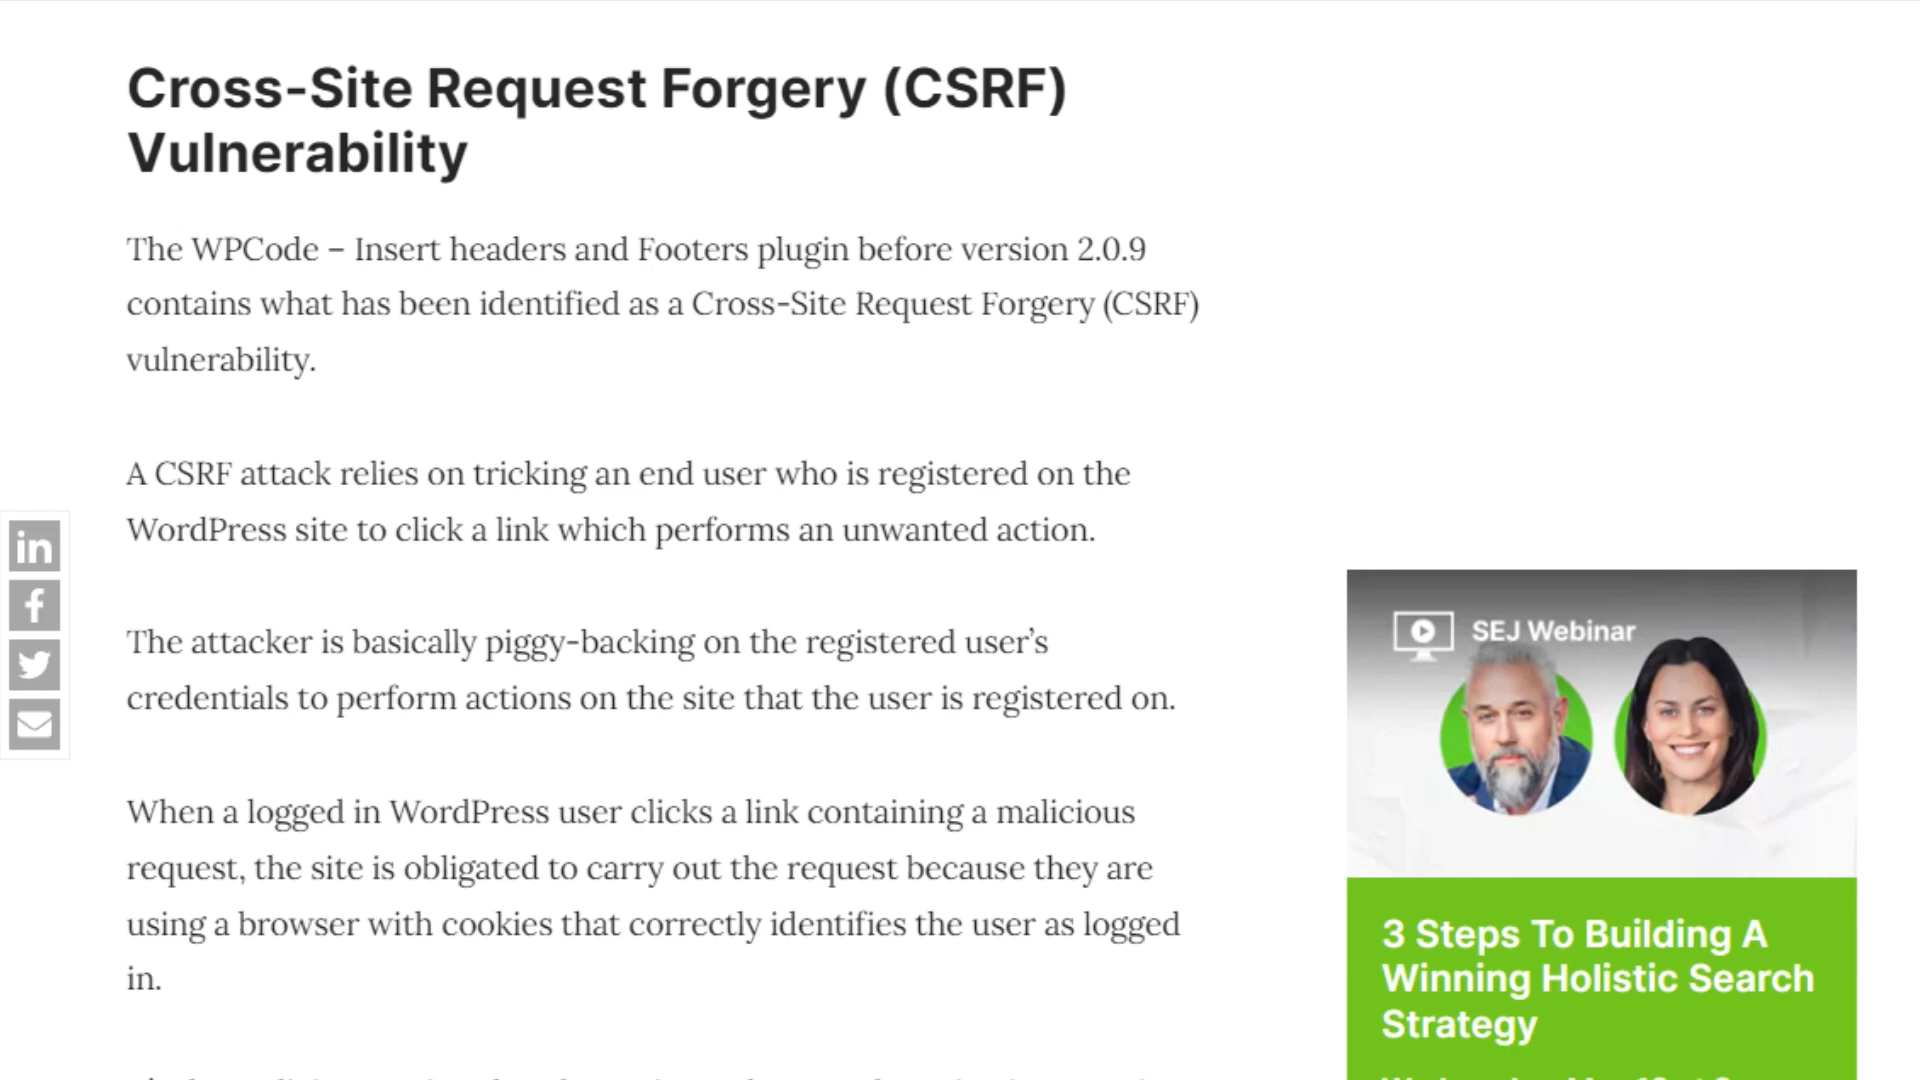 Cross-Site Request Forgery (CSRF)
Vulnerability
The WPCode – Insert headers and Footers plugin before version 2.0.9
contains what has been identified as a Cross-Site Request Forgery (CSRF)
vulnerability.
A CSRF attack relies on tricking an end user who is registered on the
WordPress site to click a link which performs an unwanted action.
The attacker is basically piggy-backing on the registered user’s
credentials to perform actions on the site that the user is registered on.
When a logged in WordPress user clicks a link containing a malicious
request, the site is obligated to carry out the request because they are
using a browser with cookies that correctly identifies the user as logged
in.
in
f
SEJ Webinar
3 Steps To Building A
Winning Holistic Search
Strategy